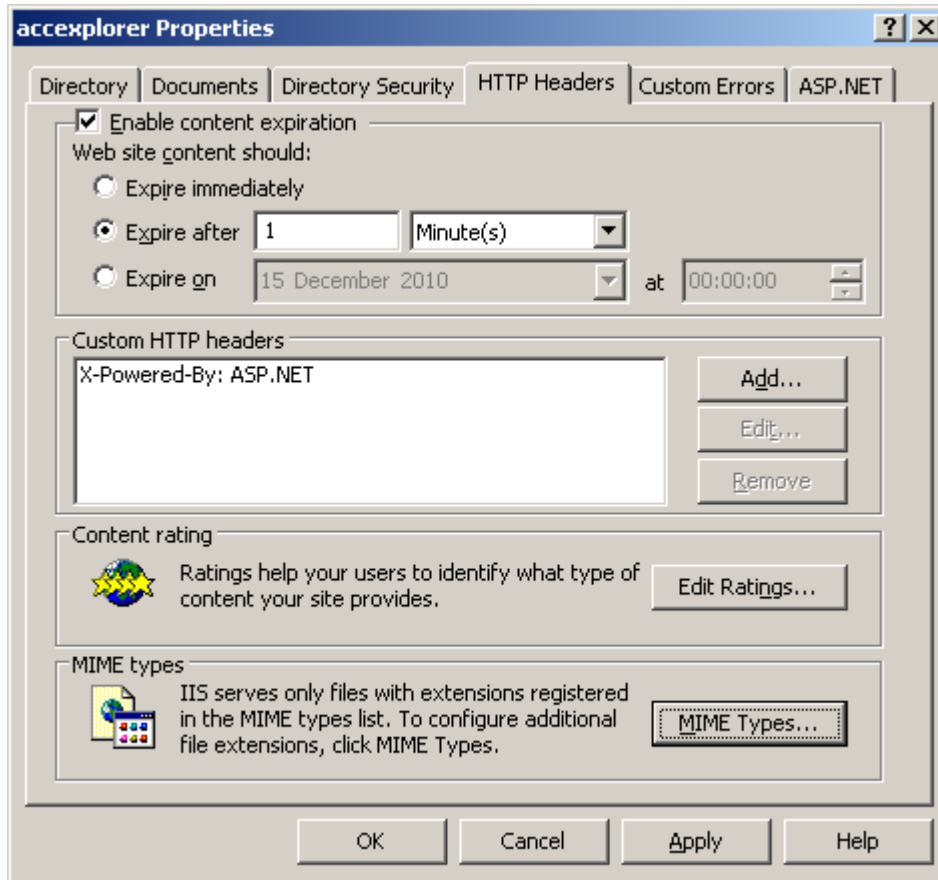 accexplorer Properties
Directory Documents Directory Security HTTP Headers Custom Errors ASP.NET
Enable content expiration
Web site content should:
Expire immediately
Expire after 1 Minute(s)
Expire on 15 December 2010 at 00:00:00
Custom HTTP headers
X-Powered-By: ASP.NET
Add...
Edit...
Remove
Content rating
Ratings help your users to identify what type of
content your site provides.
Edit Ratings...
MIME types
IIS serves only files with extensions registered
in the MIME types list. To configure additional
file extensions, click MIME Types.
MIME Types...
OK Cancel Apply Help